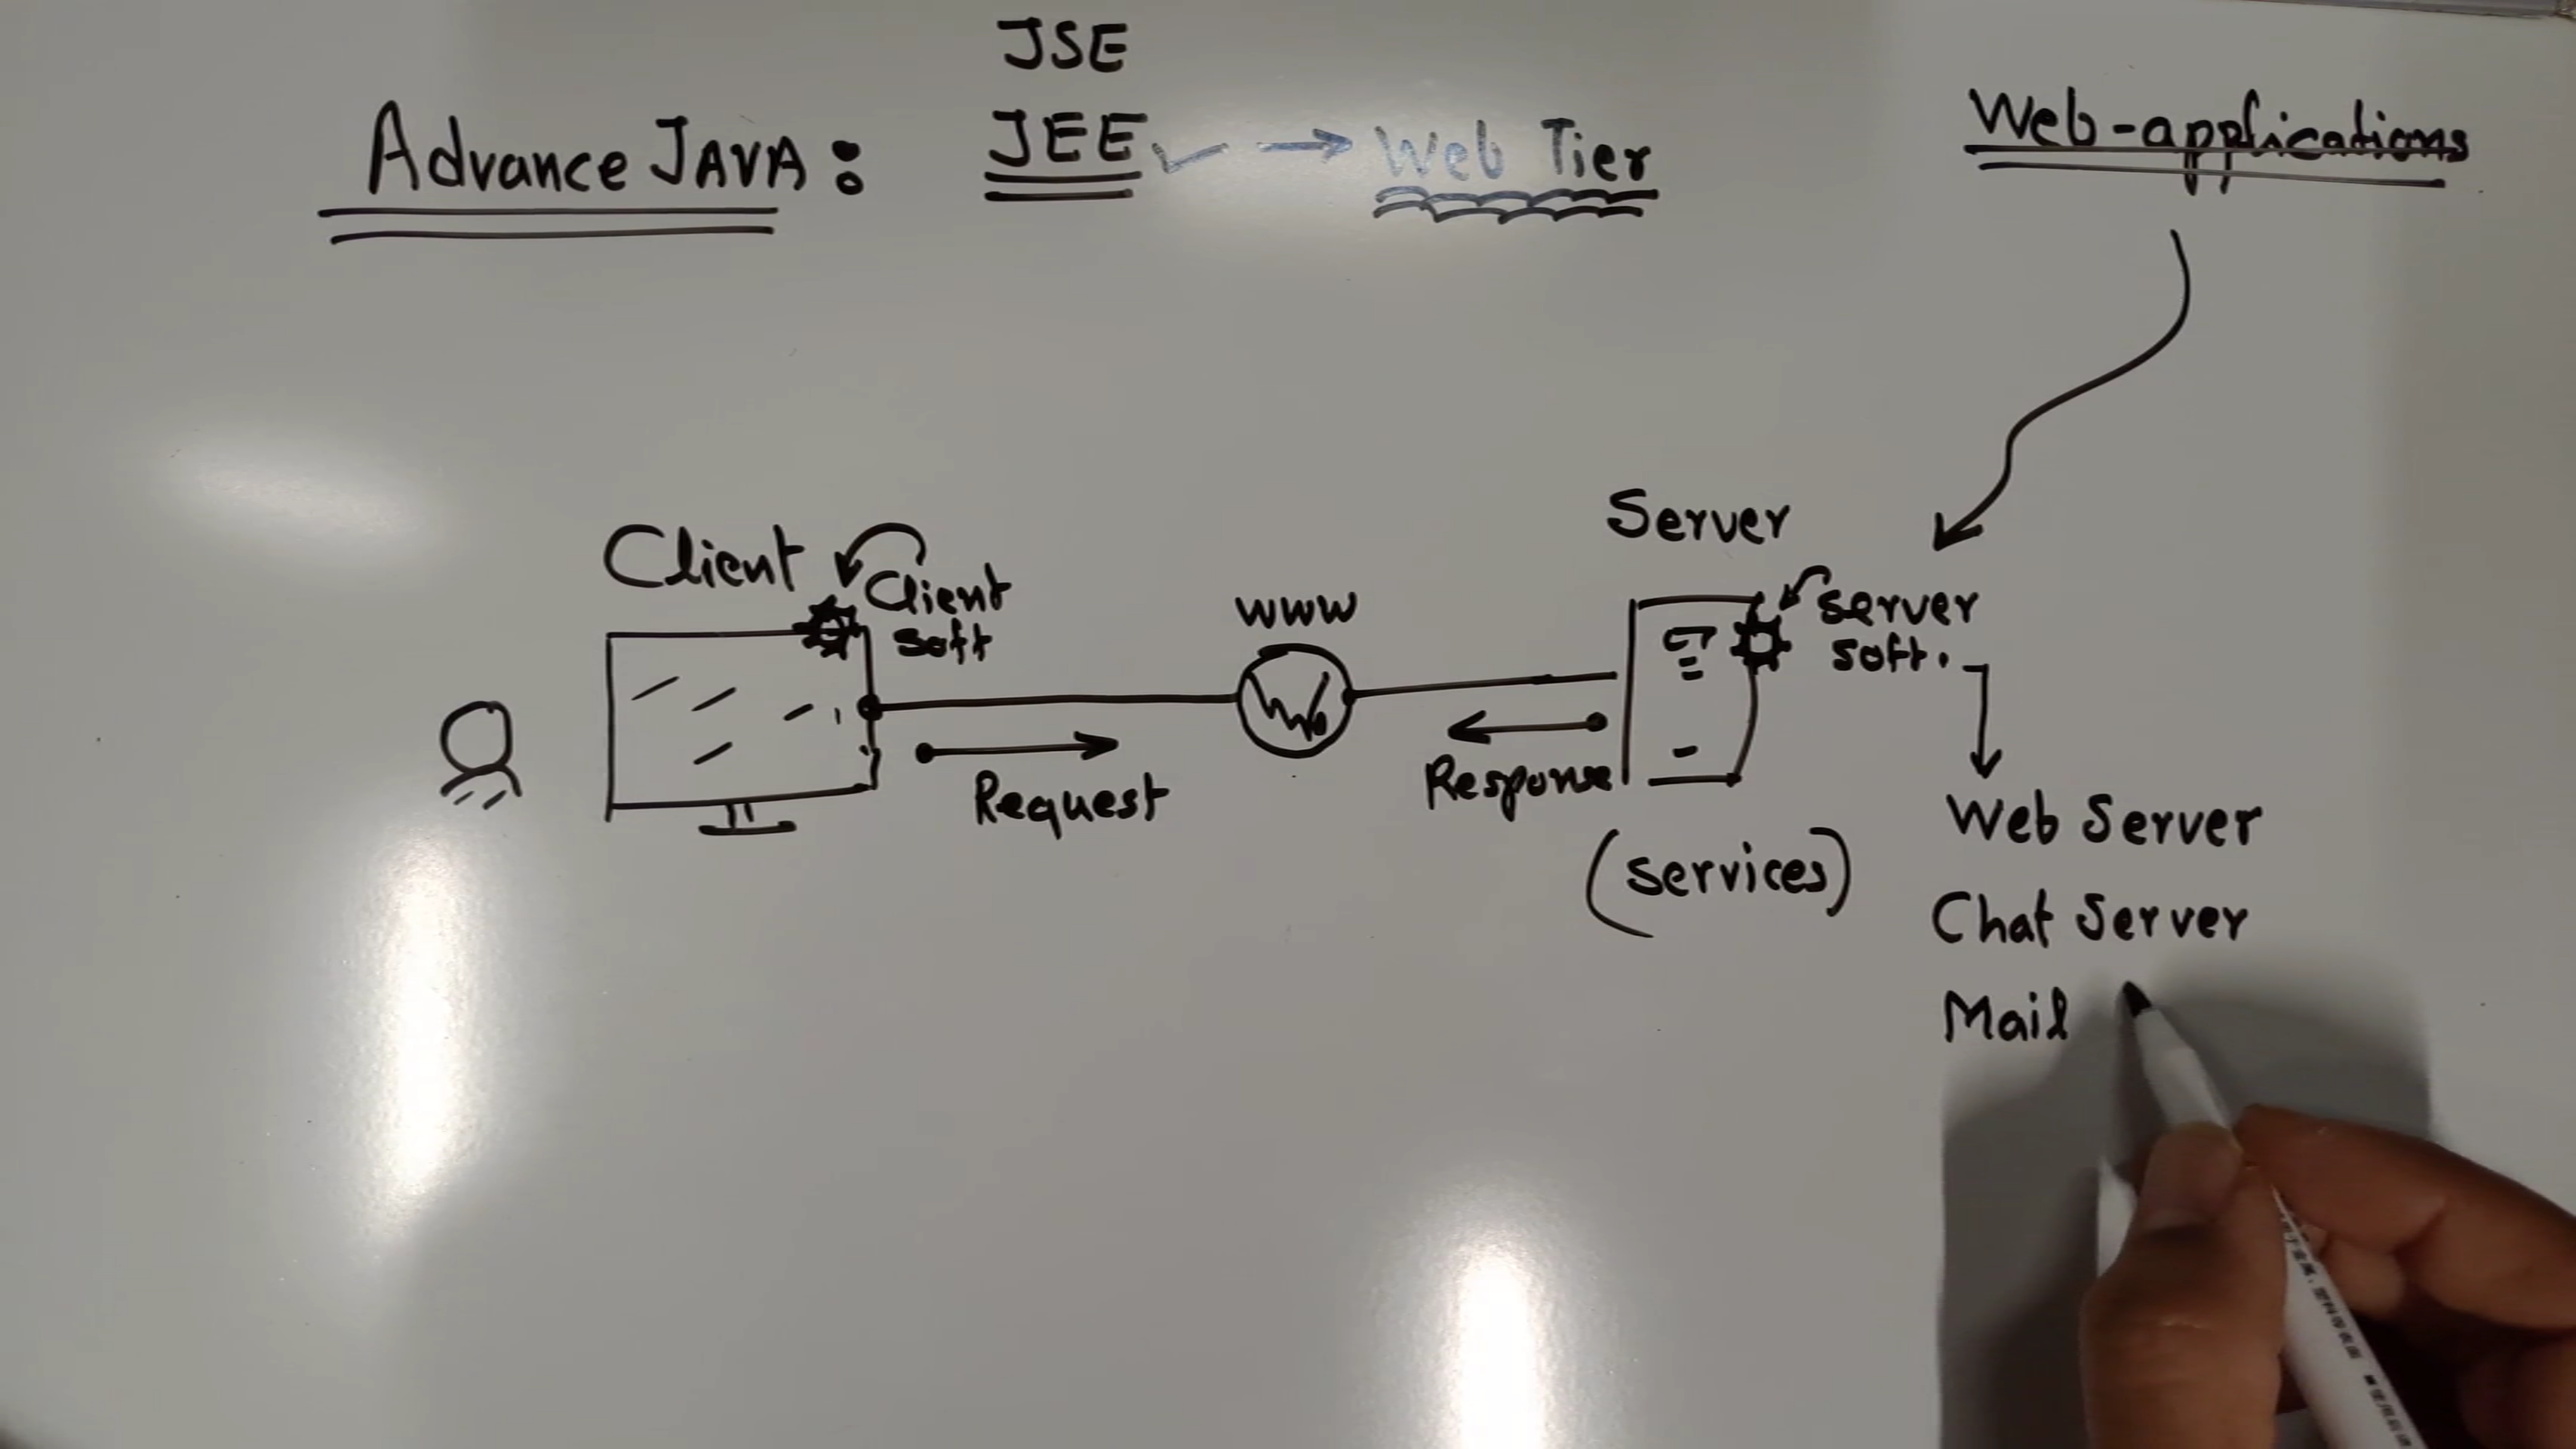 JSE
Advance JAVA :
JEE → Web Tier
Web-applications
Client
Client
soft
www
Server
server
soft.
Request
Response
(services)
Web Server
Chat Server
Mail